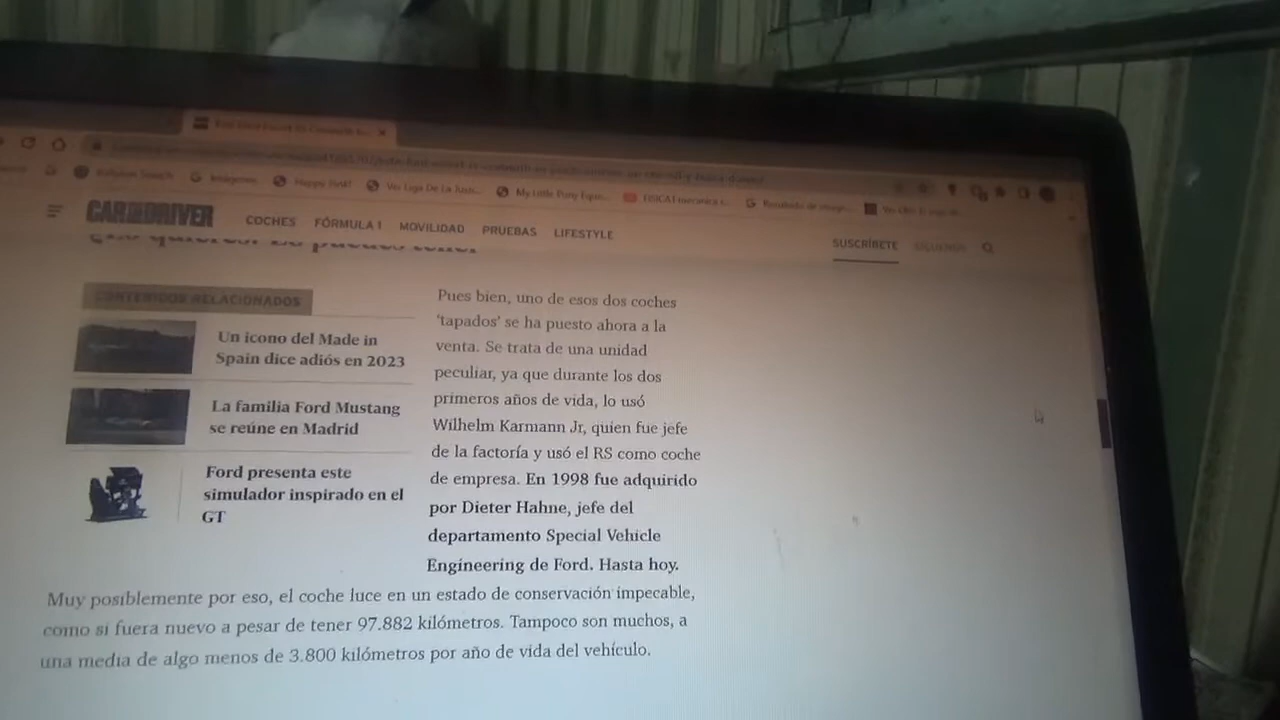 Imágenes
CAR AND DRIVER
COCHES FÓRMULA 1 MOVILIDAD PRUEBAS LIFESTYLE
SUSCRÍBETE
CONTENIDOS RELACIONADOS
Un icono del Made in
Spain dice adiós en 2023
La familia Ford Mustang
se reúne en Madrid
Ford presenta este
simulador inspirado en el
GT
Pues bien, uno de esos dos coches
'tapados' se ha puesto ahora a la
venta. Se trata de una unidad
peculiar, ya que durante los dos
primeros años de vida, lo usó
Wilhelm Karmann Jr, quien fue jefe
de la factoría y usó el RS como coche
de empresa. En 1998 fue adquirido
por Dieter Hahne, jefe del
departamento Special Vehicle
Engineering de Ford. Hasta hoy.
Muy posiblemente por eso, el coche luce en un estado de conservación impecable,
como si fuera nuevo a pesar de tener 97.882 kilómetros. Tampoco son muchos, a
una media de algo menos de 3.800 kilómetros por año de vida del vehículo.